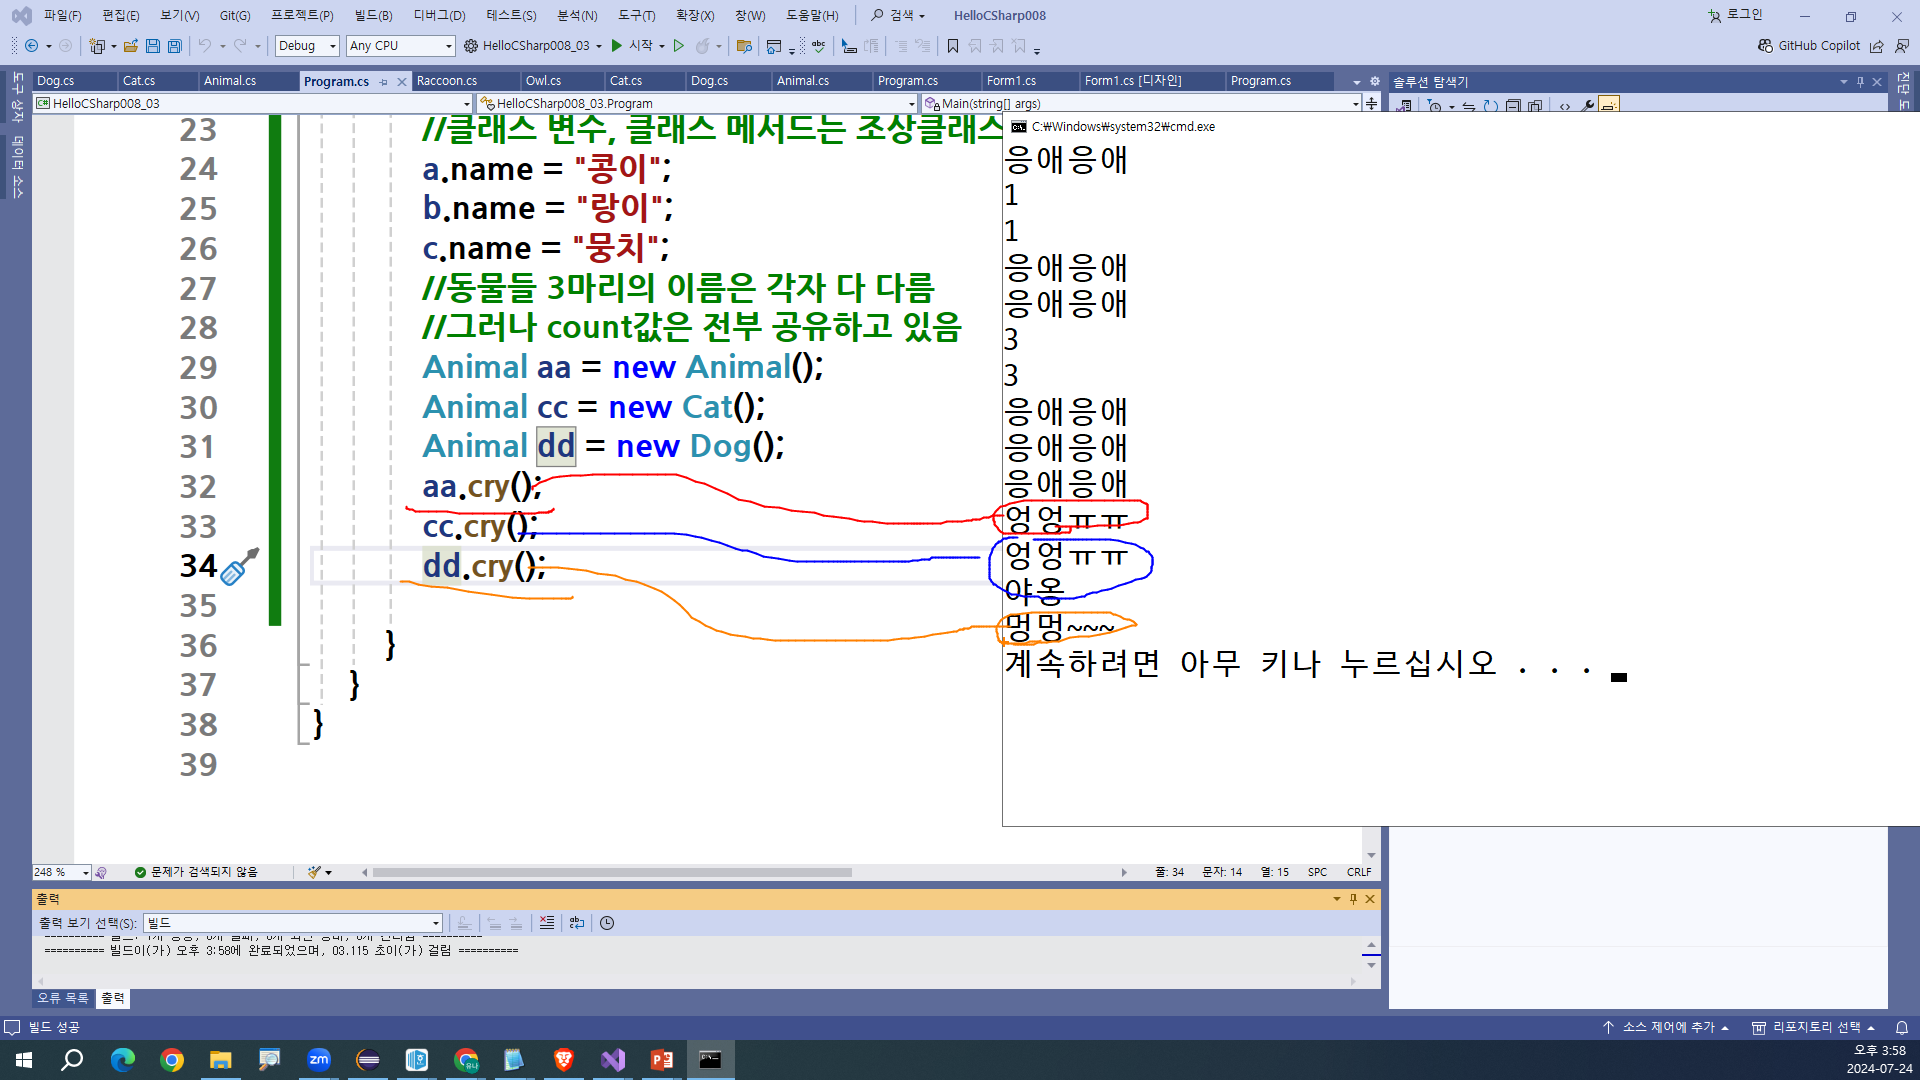 파일(F) 편집(E) 보기(V) Git(G) 프로젝트(P) 빌드(B) 디버그(D) 테스트(S) 분석(N) 도구(T) 확장(X) 창(W) 도움말(H) 검색 HelloCSharp008 로그인
Debug Any CPU HelloCSharp008_03 시작 GitHub Copilot
도구 상자
데이터 소스
Dog.cs Cat.cs Animal.cs Program.cs Raccoon.cs Owl.cs Cat.cs Dog.cs Animal.cs Program.cs Form1.cs Form1.cs [디자인] Program.cs
솔루션 탐색기
HelloCSharp008_03 HelloCSharp008_03.Program Main(string[] args)
23 //클래스 변수, 클래스 메서드는 조상클래스
24 a.name = "콩이";
25 b.name = "랑이";
26 c.name = "뭉치";
27 //동물들 3마리의 이름은 각자 다 다름
28 //그러나 count값은 전부 공유하고 있음
29 Animal aa = new Animal();
30 Animal cc = new Cat();
31 Animal dd = new Dog();
32 aa.cry();
33 cc.cry();
34 dd.cry();
35
36 }
37 }
38 }
39
C:₩Windows₩system32₩cmd.exe
응애응애
1
1
응애응애
응애응애
3
3
응애응애
응애응애
응애응애
엉엉ㅠㅠ
엉엉ㅠㅠ
야옹
멍멍~~~
계속하려면 아무 키나 누르십시오 . . .
248 % 문제가 검색되지 않음 줄: 34 문자: 14 열: 15 SPC CRLF
출력
출력 보기 선택(S): 빌드
========== 빌드이(가) 오후 3:58에 완료되었으며, 03.115 초이(가) 걸림 ==========
오류 목록 출력
빌드 성공 소스 제어에 추가 리포지토리 선택
zm
오후 3:58
2024-07-24